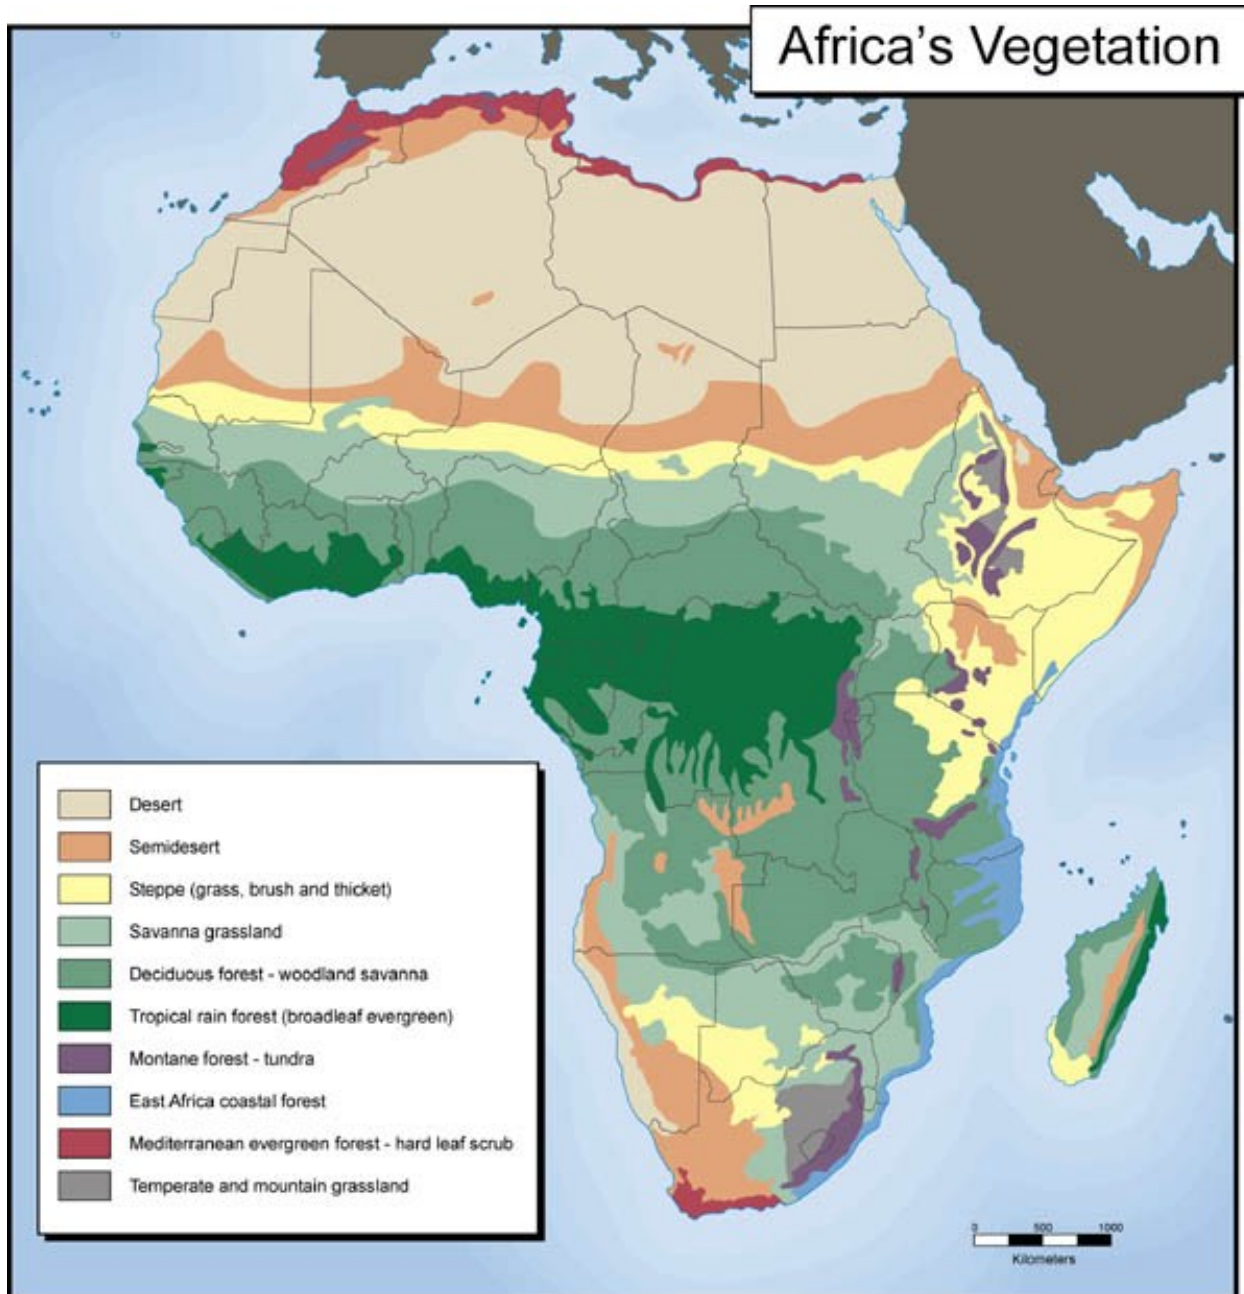 Africa's Vegetation
Desert
Semidesert
Steppe (grass, brush and thicket)
Savanna grassland
Deciduous forest - woodland savanna
Tropical rain forest (broadleaf evergreen)
Montane forest - tundra
East Africa coastal forest
Mediterranean evergreen forest - hard leaf scrub
Temperate and mountain grassland
0 500 1000
Kilometers